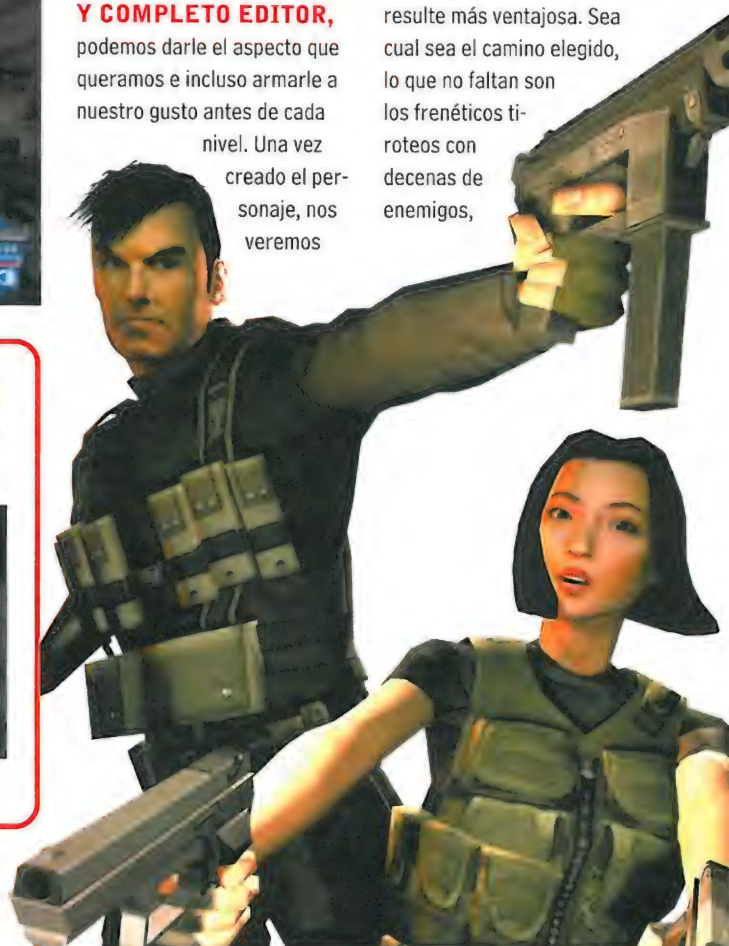 Y COMPLETO EDITOR,
podemos darle el aspecto que
queramos e incluso armarle a
nuestro gusto antes de cada
nivel. Una vez
creado el per-
sonaje, nos
veremos
resulte más ventajosa. Sea
cual sea el camino elegido,
lo que no faltan son
los frenéticos ti-
roteos con
decenas de
enemigos,